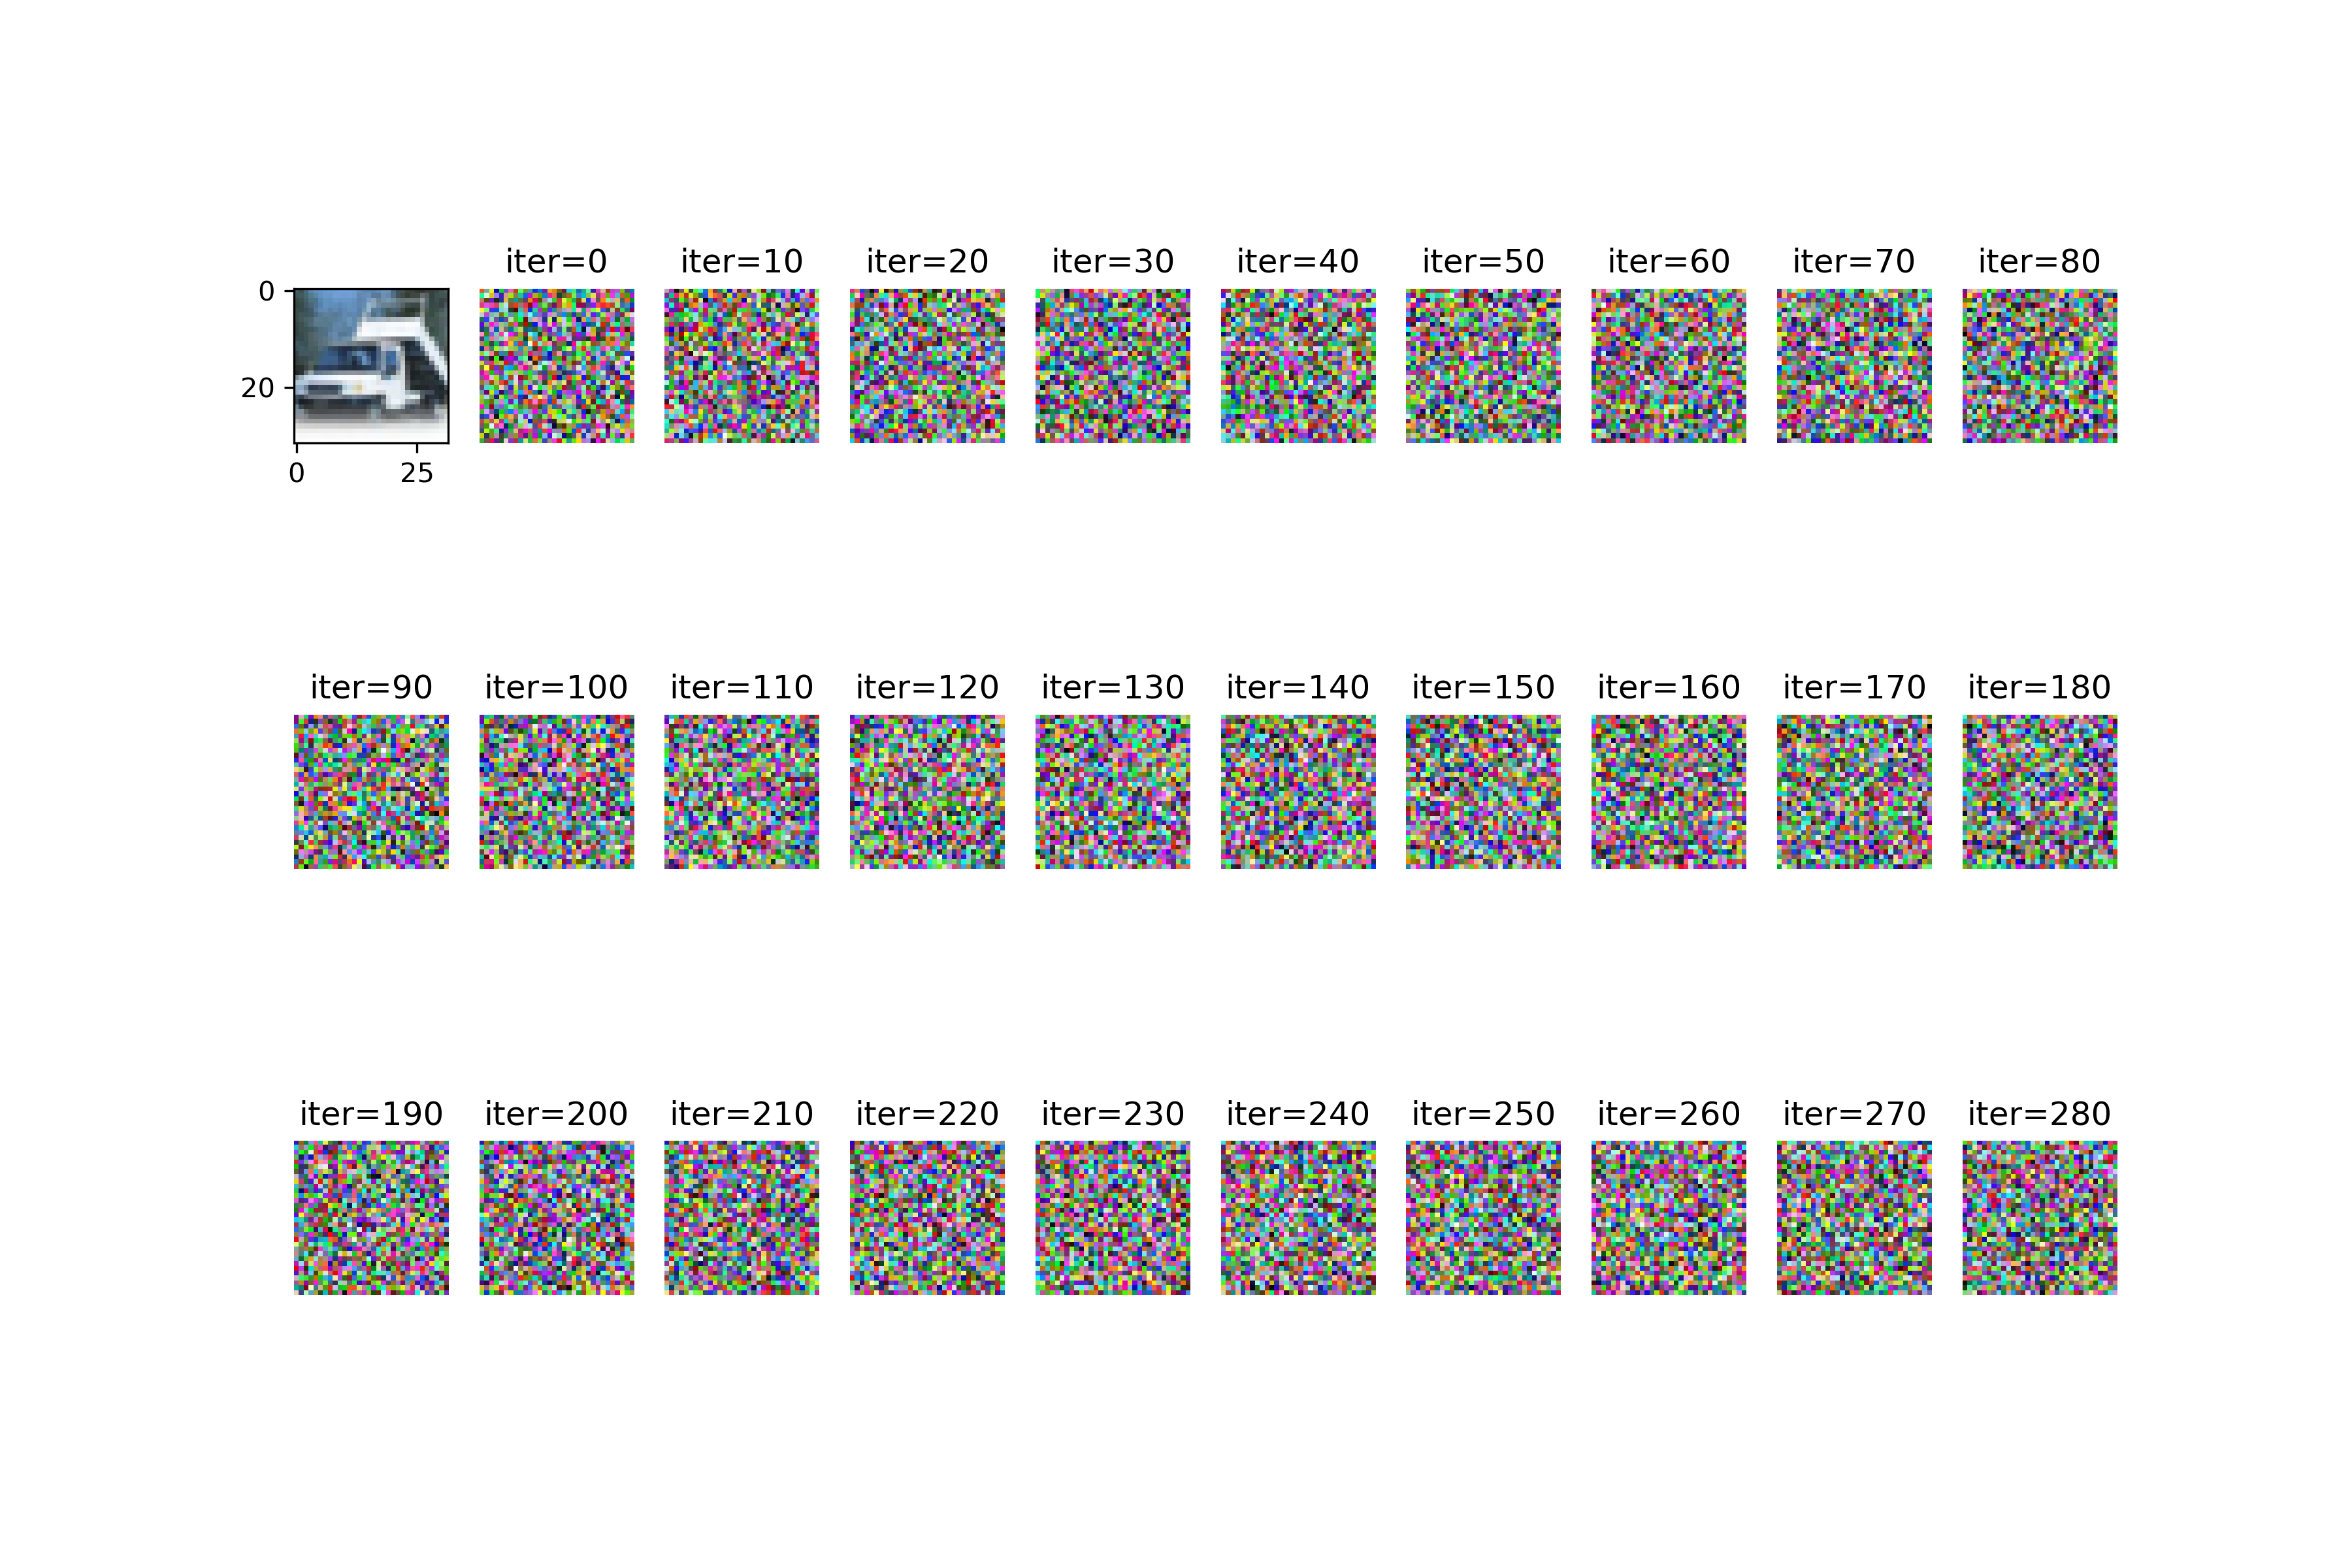 iter=0 iter=10 iter=20 iter=30 iter=40 iter=50 iter=60 iter=70 iter=80
0
20
0 25
iter=90 iter=100 iter=110 iter=120 iter=130 iter=140 iter=150 iter=160 iter=170 iter=180
iter=190 iter=200 iter=210 iter=220 iter=230 iter=240 iter=250 iter=260 iter=270 iter=280